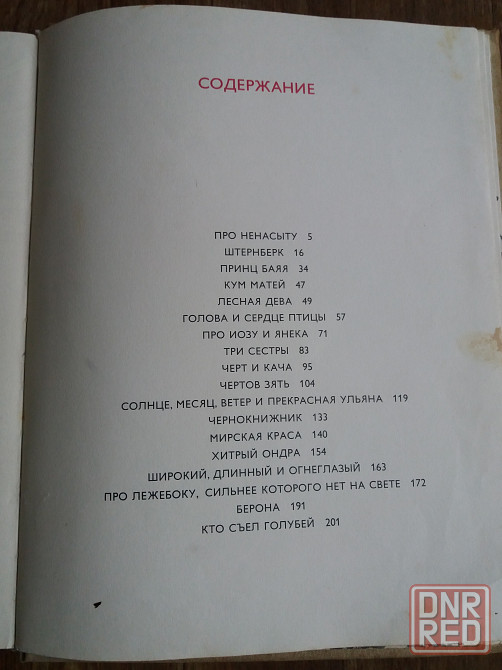 СОДЕРЖАНИЕ
ПРО НЕНАСЫТУ 5
ШТЕРНБЕРК 16
ПРИНЦ БАЯЯ 34
КУМ МАТЕЙ 47
ЛЕСНАЯ ДЕВА 49
ГОЛОВА И СЕРДЦЕ ПТИЦЫ 57
ПРО ИОЗУ И ЯНЕКА 71
ТРИ СЕСТРЫ 83
ЧЕРТ И КАЧА 95
ЧЕРТОВ ЗЯТЬ 104
СОЛНЦЕ, МЕСЯЦ, ВЕТЕР И ПРЕКРАСНАЯ УЛЬЯНА 119
ЧЕРНОКНИЖНИК 133
МИРСКАЯ КРАСА 140
ХИТРЫЙ ОНДРА 154
ШИРОКИЙ, ДЛИННЫЙ И ОГНЕГЛАЗЫЙ 163
ПРО ЛЕЖЕБОКУ, СИЛЬНЕЕ КОТОРОГО НЕТ НА СВЕТЕ 172
БЕРОНА 191
КТО СЪЕЛ ГОЛУБЕЙ 201
DNR
RED